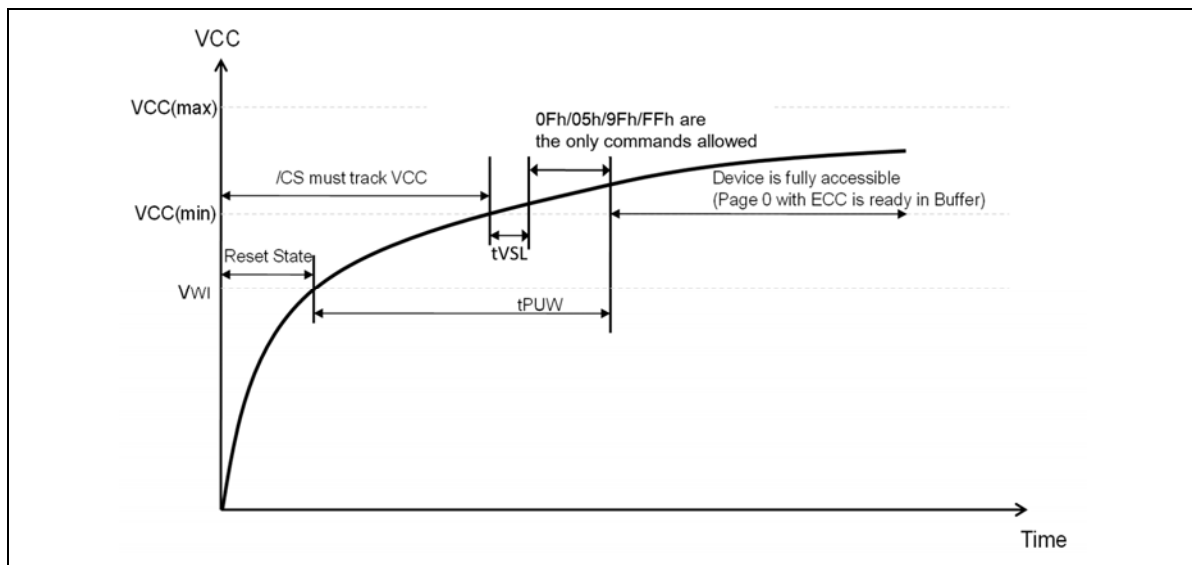 VCC
VCC(max)
0Fh/05h/9Fh/FFh are
the only commands allowed
/CS must track VCC
Device is fully accessible
(Page 0 with ECC is ready in Buffer)
VCC(min)
tVSL
Reset State
VWI
tPUW
Time